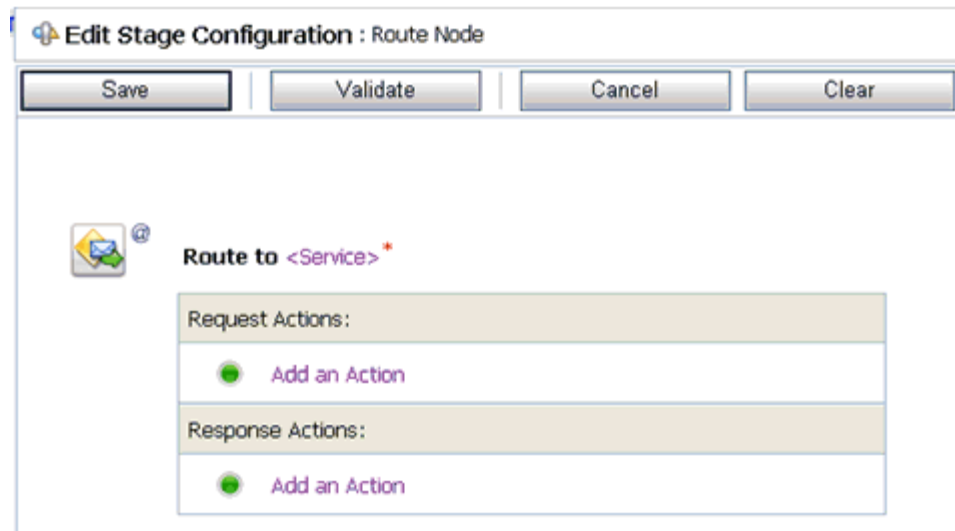 Edit Stage Configuration : Route Node
Save Validate Cancel Clear
@
Route to <Service>*
Request Actions:
Add an Action
Response Actions:
Add an Action